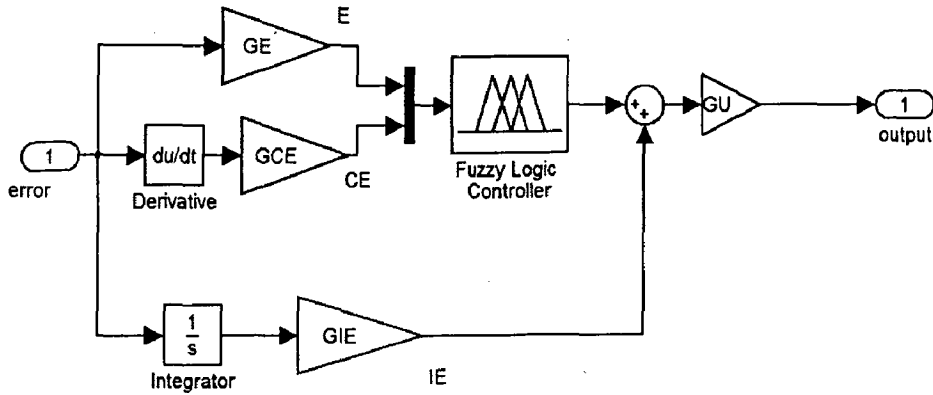 E
GE
1
error
du/dt
Derivative
GCE
CE
Fuzzy Logic
Controller
+
+
GU
1
output
1
s
Integrator
GIE
IE